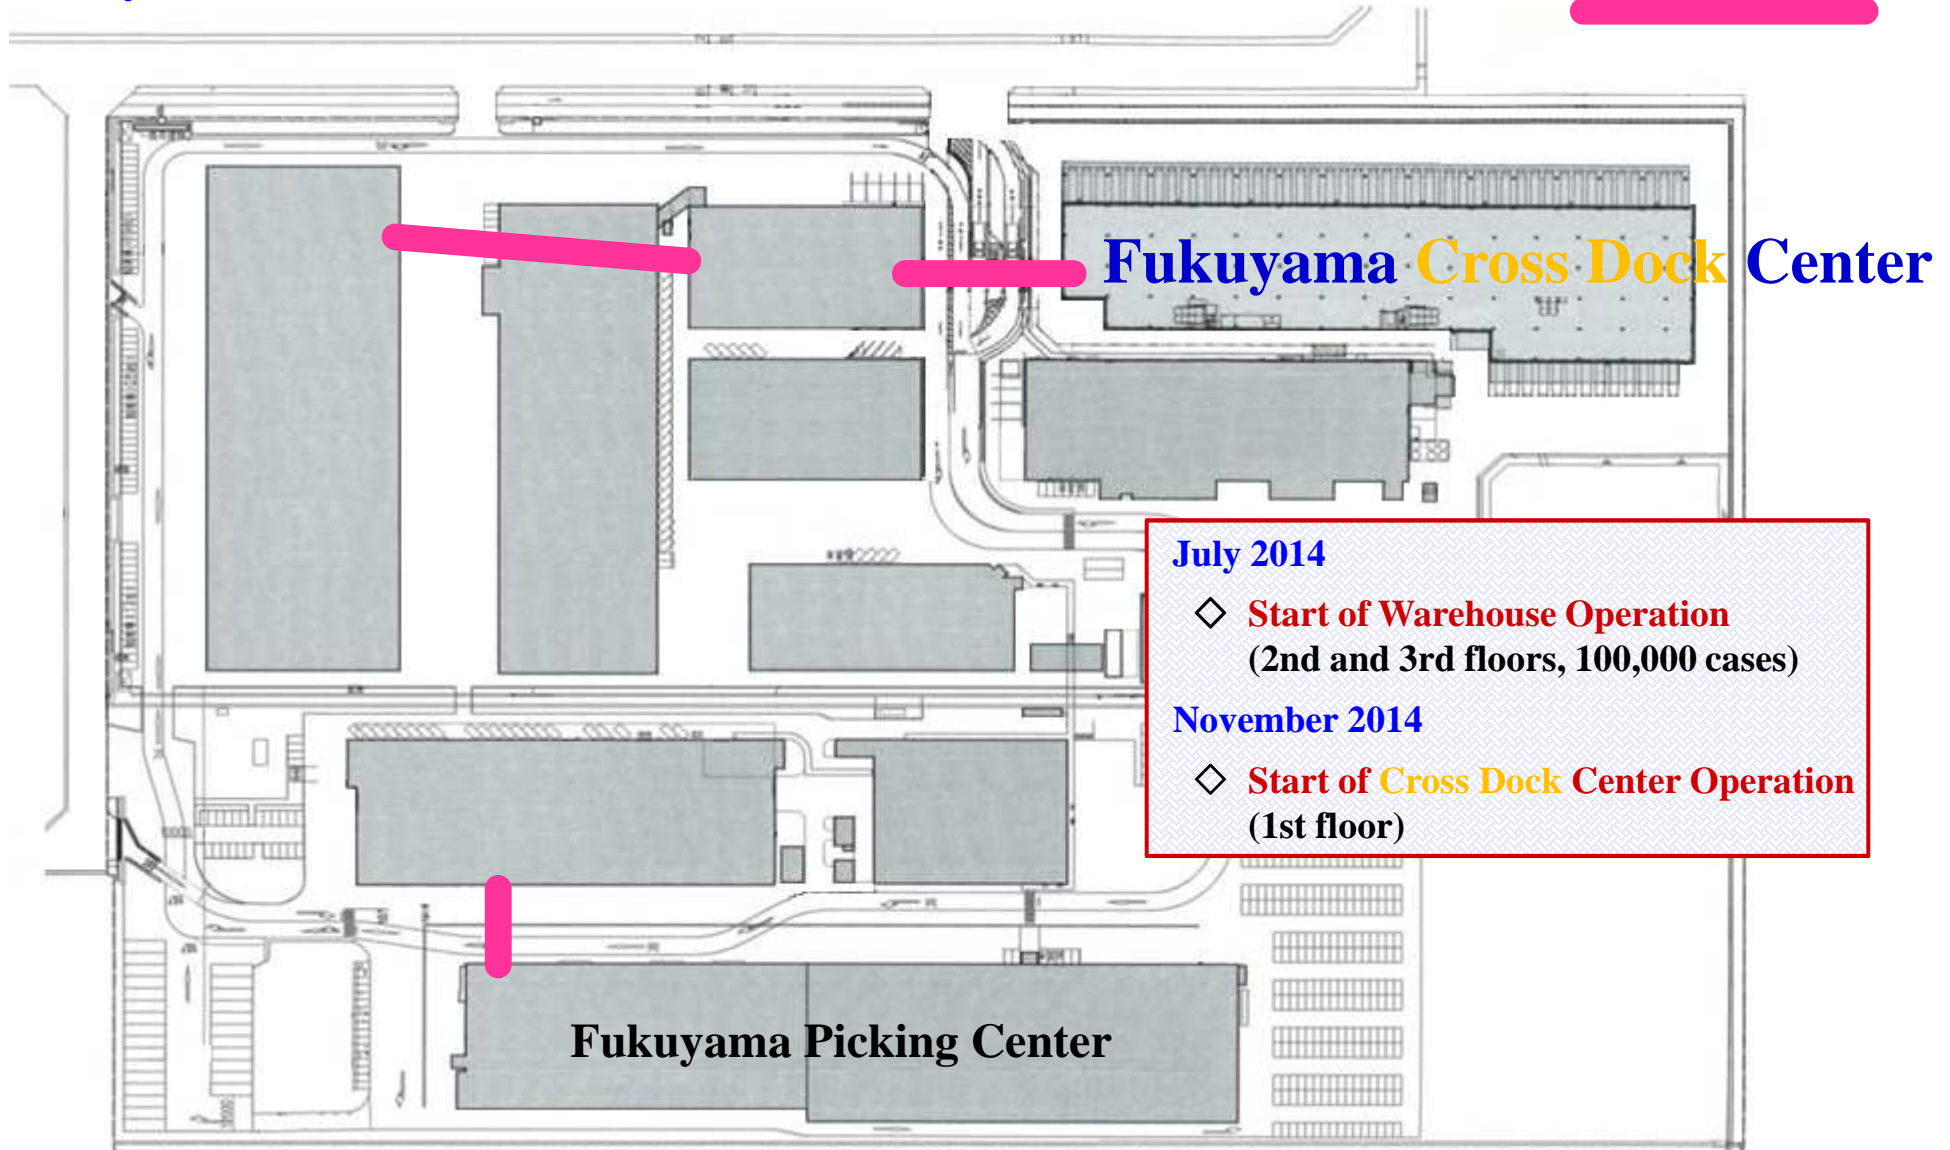 Fukuyama Cross Dock Center
July 2014
◇ Start of Warehouse Operation
(2nd and 3rd floors, 100,000 cases)
November 2014
◇ Start of Cross Dock Center Operation
(1st floor)
Fukuyama Picking Center